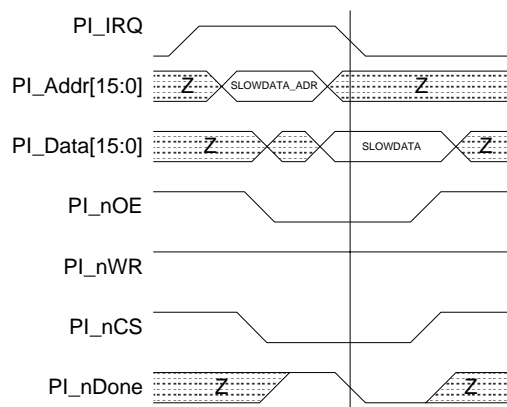 PI_IRQ
PI_Addr[15:0] Z SLOWDATA_ADR Z
PI_Data[15:0] Z SLOWDATA Z
PI_nOE
PI_nWR
PI_nCS
PI_nDone Z Z